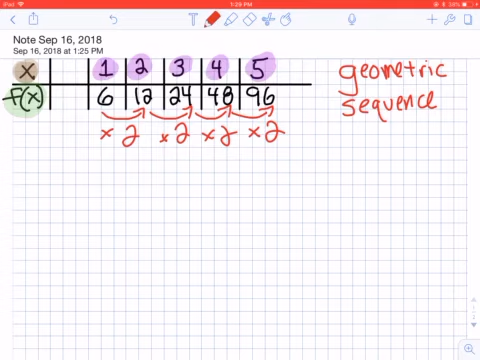 iPad
1:29 PM
38%
Note Sep 16, 2018
Sep 16, 2018 at 1:25 PM
x 1 2 3 4 5
f(x) 6 12 24 48 96
x 2 x 2 x 2 x 2
geometric
sequence